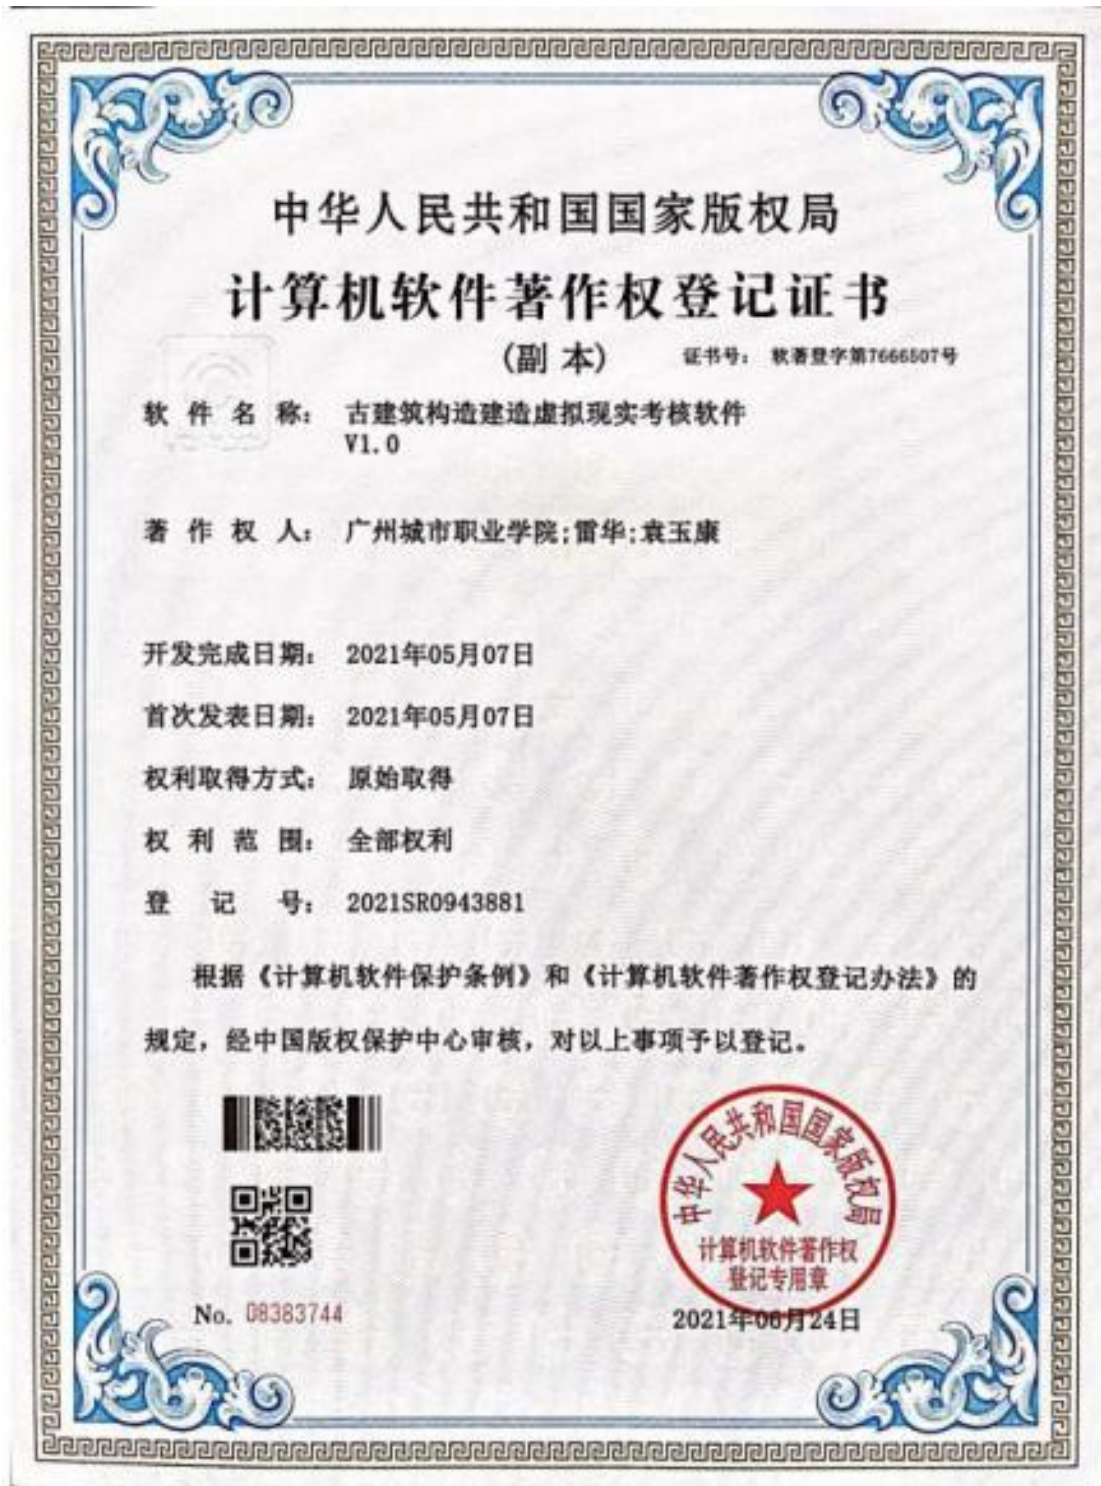 中华人民共和国国家版权局
计算机软件著作权登记证书
(副本)
证书号： 软著登字第7666507号
软件名称： 古建筑构造建造虚拟现实考核软件
V1.0
著作权人： 广州城市职业学院;雷华;袁玉康
开发完成日期： 2021年05月07日
首次发表日期： 2021年05月07日
权利取得方式： 原始取得
权利范围： 全部权利
登记号： 2021SR0943881
根据《计算机软件保护条例》和《计算机软件著作权登记办法》的
规定，经中国版权保护中心审核，对以上事项予以登记。
中华人民共和国国家版权局
计算机软件著作权
登记专用章
No. 08383744
2021年06月24日